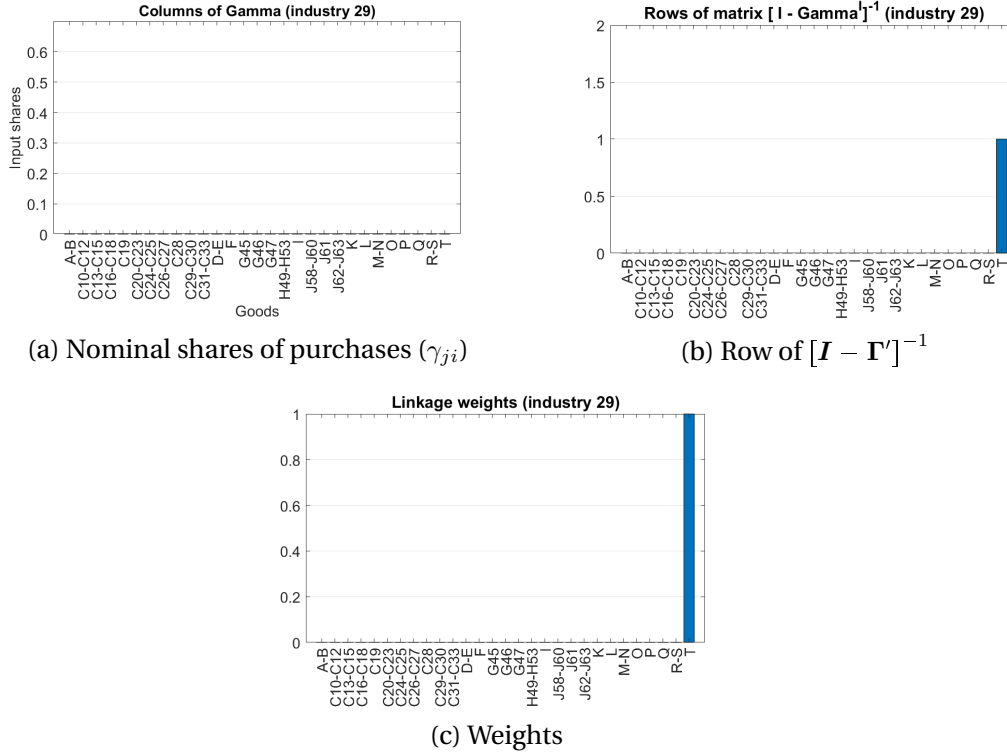 Columns of Gamma (industry 29)
Input shares
0.6
0.5
0.4
0.3
0.2
0.1
0
A-B
C10-C12
C13-C15
C16-C18
C19
C20-C23
C24-C25
C26-C27
C28
C29-C30
C31-C33
D-E
F
G45
G46
G47
H49-H53
I
J58-J60
J61
J62-J63
K
L
M-N
O
P
Q
R-S
T
Goods
(a) Nominal shares of purchases (γ_{ji})
Rows of matrix [ I - Gamma^I]^{-1} (industry 29)
2
1.5
1
0.5
0
A-B
C10-C12
C13-C15
C16-C18
C19
C20-C23
C24-C25
C26-C27
C28
C29-C30
C31-C33
D-E
F
G45
G46
G47
H49-H53
I
J58-J60
J61
J62-J63
K
L
M-N
O
P
Q
R-S
T
(b) Row of [I − Γ′]^{−1}
Linkage weights (industry 29)
1
0.8
0.6
0.4
0.2
0
A-B
C10-C12
C13-C15
C16-C18
C19
C20-C23
C24-C25
C26-C27
C28
C29-C30
C31-C33
D-E
F
G45
G46
G47
H49-H53
I
J58-J60
J61
J62-J63
K
L
M-N
O
P
Q
R-S
T
(c) Weights